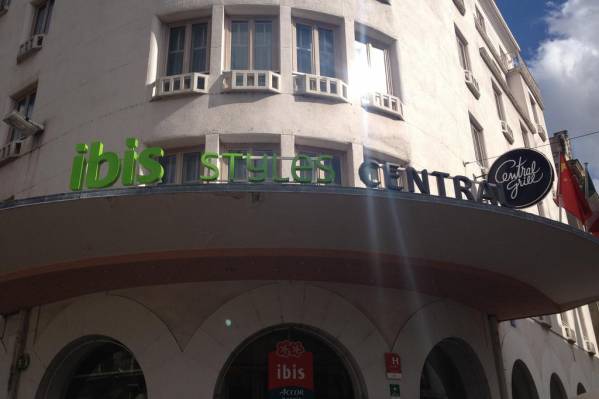 ibis STYLES CENTRAL
Central
Grill
ibis
ACCOR
H